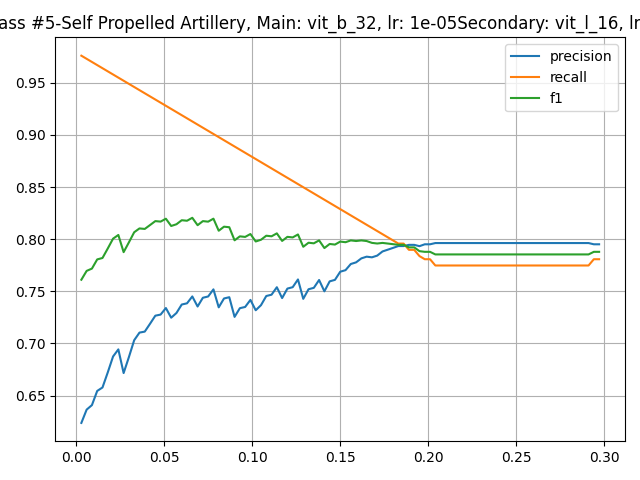 ass #5-Self Propelled Artillery, Main: vit_b_32, lr: 1e-05Secondary: vit_l_16, lr
precision
recall
f1
0.95
0.90
0.85
0.80
0.75
0.70
0.65
0.00 0.05 0.10 0.15 0.20 0.25 0.30